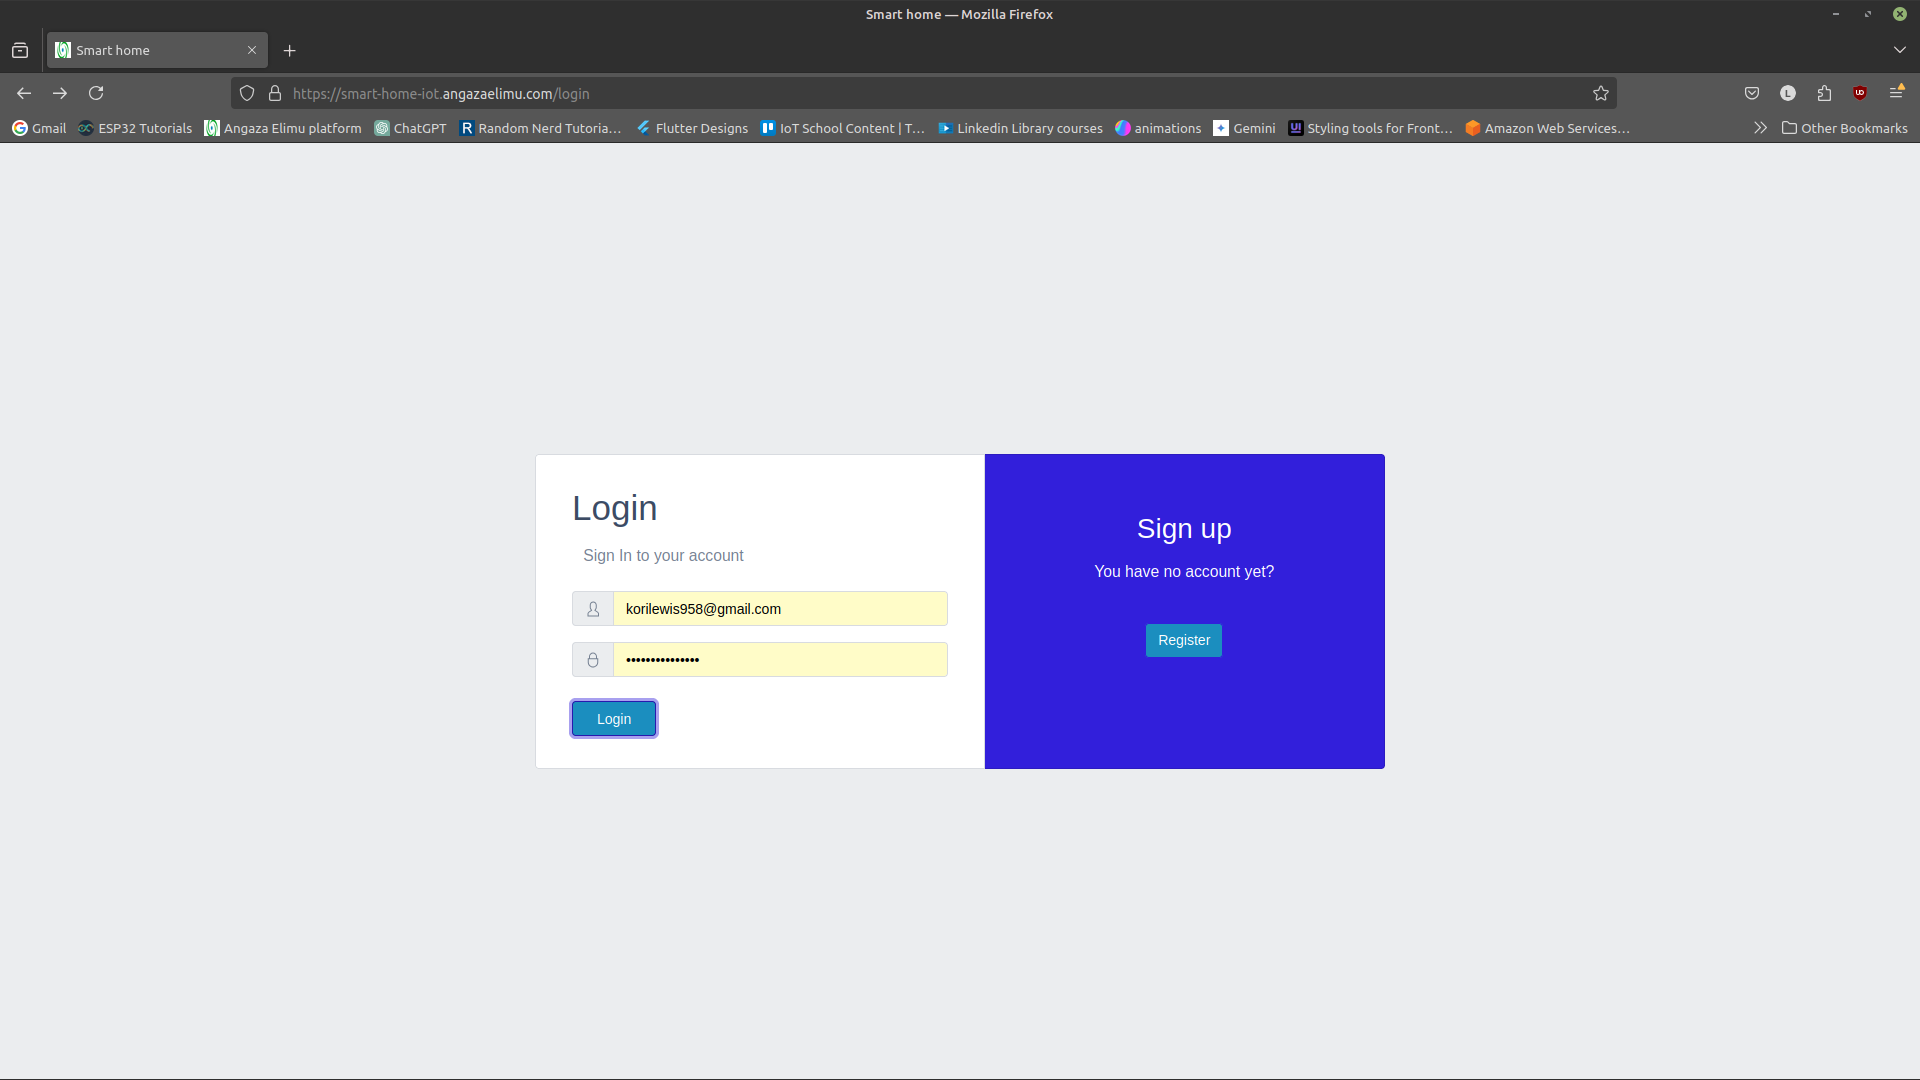 Smart home — Mozilla Firefox
Smart home
https://smart-home-iot.angazaelimu.com/login
L
UO
Gmail ESP32 Tutorials Angaza Elimu platform ChatGPT R Random Nerd Tutoria… Flutter Designs IoT School Content | T… Linkedin Library courses animations Gemini UI Styling tools for Front… Amazon Web Services… Other Bookmarks
Login
Sign In to your account
korilewis958@gmail.com
•••••••••••••••
Login
Sign up
You have no account yet?
Register